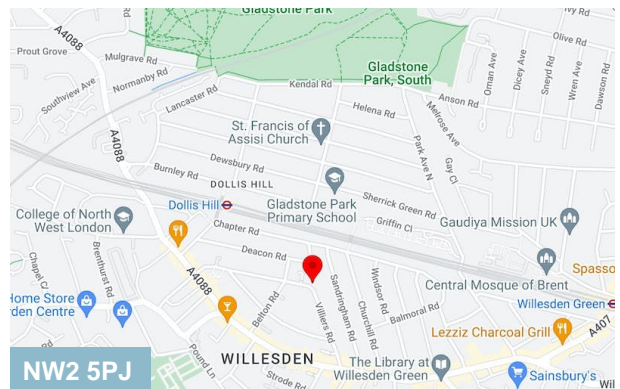 Gladstone Park
A4088
Prout Grove
Mulgrave Rd
Normanby Rd
Southview Ave
Lancaster Rd
Kendal Rd
Gladstone
Park, South
Olive Rd
Oman Ave
Dicey Ave
Sneyd Rd
Wren Ave
Dawson Rd
Anson Rd
Helena Rd
Melrose Ave
St. Francis of
Assisi Church
A4088
Park Ave N
Gay Cl
Dewsbury Rd
Burnley Rd
DOLLIS HILL
Dollis Hill
Gladstone Park
Primary School
Sherrick Green Rd
Griffin Cl
Gaudiya Mission UK
College of North
West London
Chapter Rd
Deacon Rd
Brenthurst Rd
Chapel Cl
A4088
Central Mosque of Brent
Spasso
Willesden Green
Home Store
rden Centre
Belton Rd
Villiers Rd
Sandringham Rd
Churchill Rd
Windsor Rd
Balmoral Rd
Lezziz Charcoal Grill
A407
Pound Ln
WILLESDEN
The Library at
Willesden Green
Sainsbury's
Strode Rd
NW2 5PJ